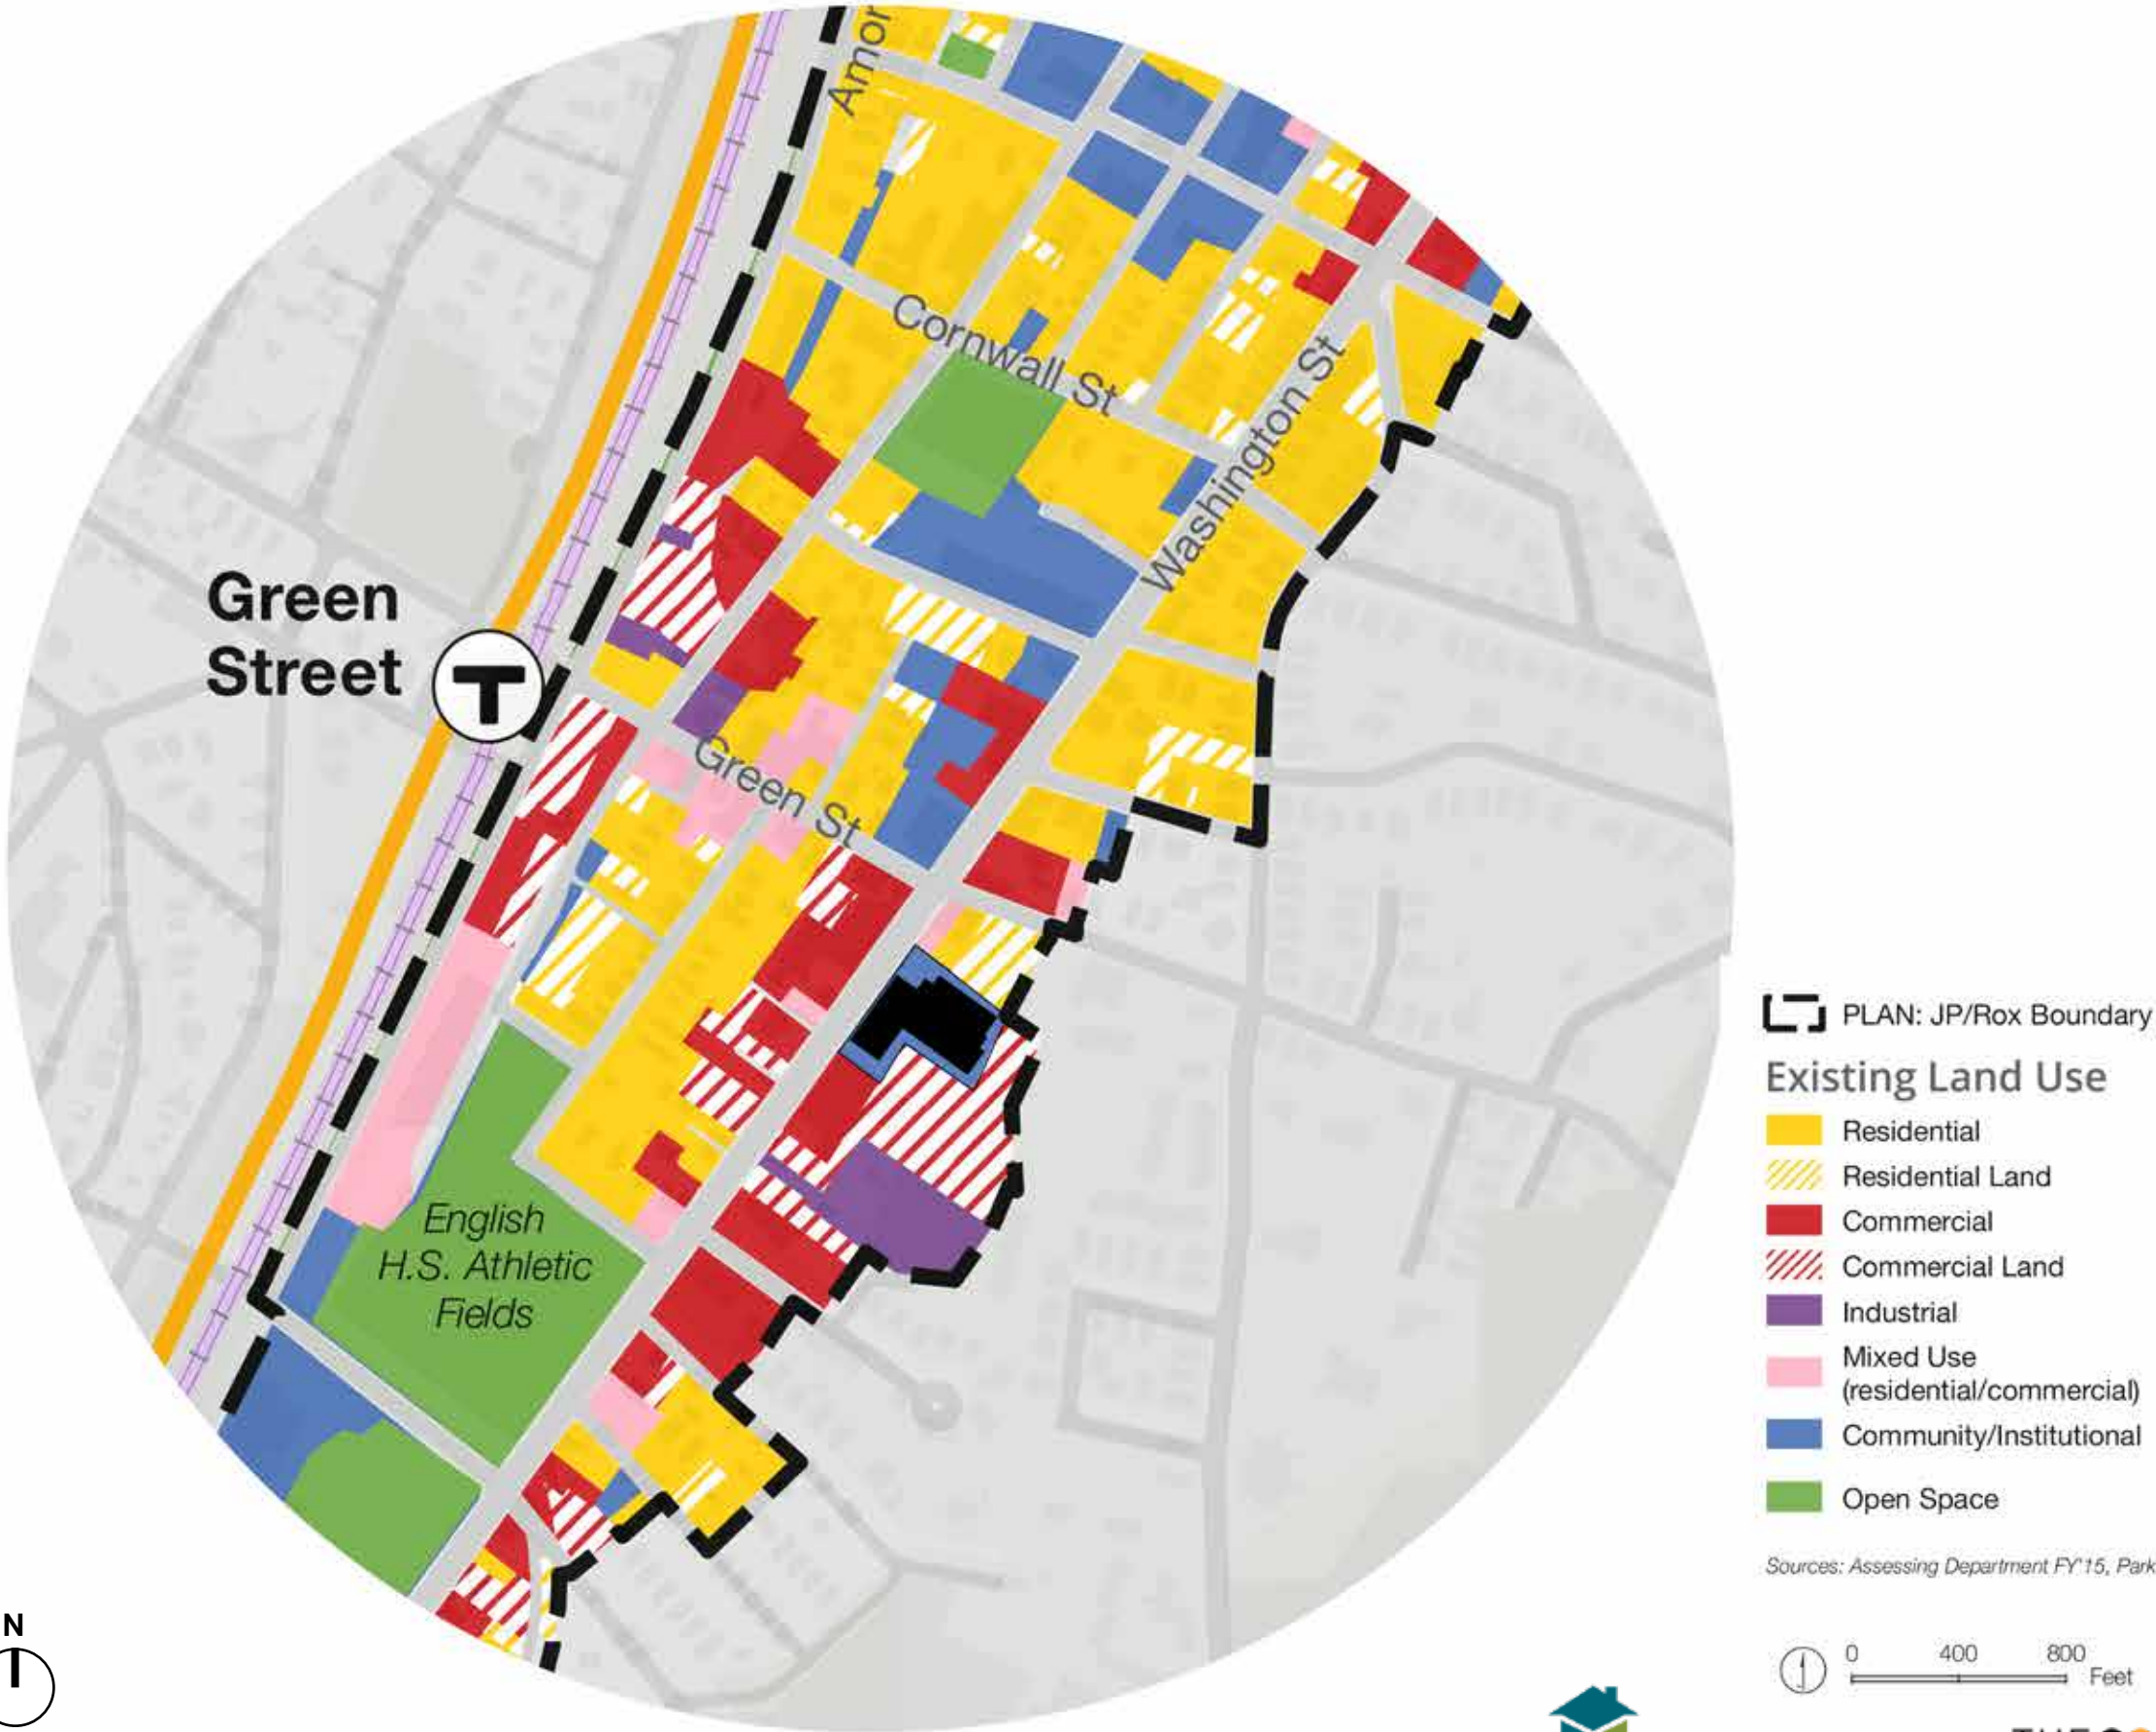 Amor
Cornwall St
Washington St
Green
Street
T
Green St
English
H.S. Athletic
Fields
PLAN: JP/Rox Boundary
Existing Land Use
Residential
Residential Land
Commercial
Commercial Land
Industrial
Mixed Use
(residential/commercial)
Community/Institutional
Open Space
Sources: Assessing Department FY'15, Park
0 400 800
Feet
N
THE